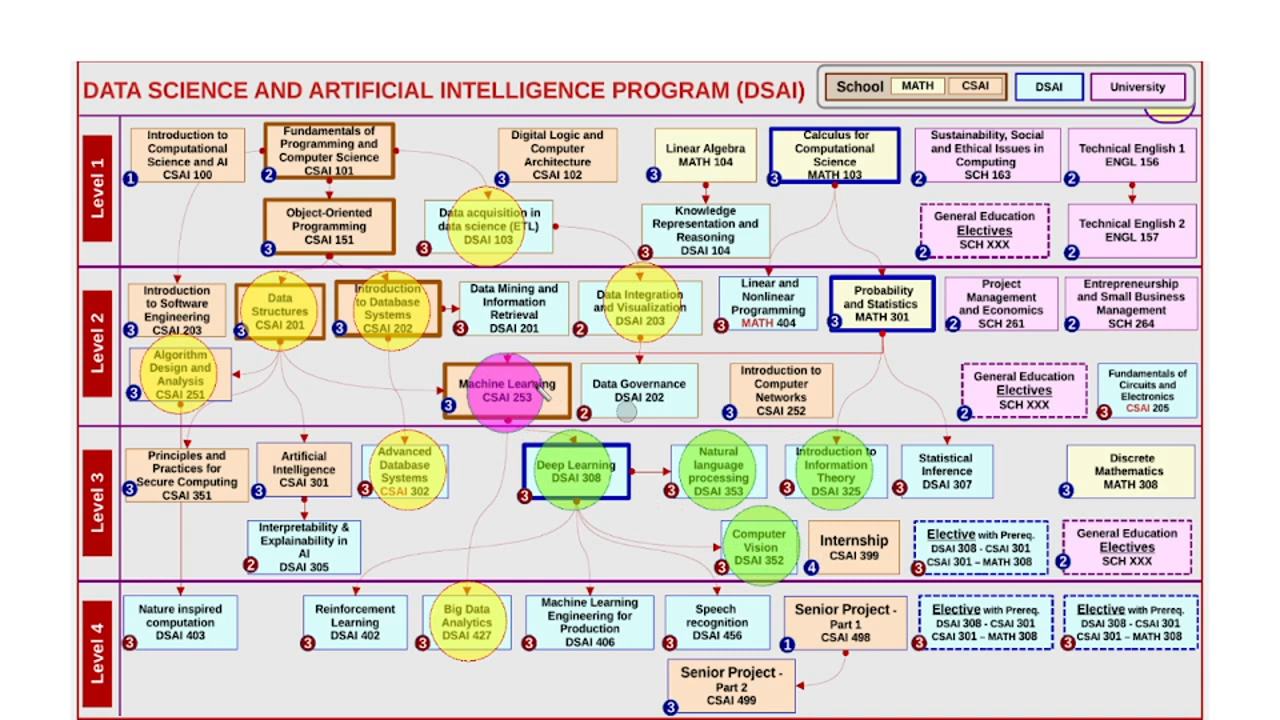 DATA SCIENCE AND ARTIFICIAL INTELLIGENCE PROGRAM (DSAI)
School
MATH
CSAI
DSAI
University
Level 1
Introduction to
Computational
Science and AI
CSAI 100
1
Fundamentals of
Programming and
Computer Science
CSAI 101
2
Digital Logic and
Computer
Architecture
CSAI 102
3
Linear Algebra
MATH 104
3
Calculus for
Computational
Science
MATH 103
3
Sustainability, Social
and Ethical Issues in
Computing
SCH 163
2
Technical English 1
ENGL 156
2
Object-Oriented
Programming
CSAI 151
3
Data acquisition in
data science (ETL)
DSAI 103
3
Knowledge
Representation and
Reasoning
DSAI 104
3
General Education
Electives
SCH XXX
2
Technical English 2
ENGL 157
2
Level 2
Introduction
to Software
Engineering
CSAI 203
3
Data
Structures
CSAI 201
3
Introduction
to Database
Systems
CSAI 202
3
Data Mining and
Information
Retrieval
DSAI 201
3
Data Integration
and Visualization
DSAI 203
2
Linear and
Nonlinear
Programming
MATH 404
3
Probability
and Statistics
MATH 301
3
Project
Management
and Economics
SCH 261
2
Entrepreneurship
and Small Business
Management
SCH 264
2
Algorithm
Design and
Analysis
CSAI 251
3
Machine Learning
CSAI 253
3
Data Governance
DSAI 202
2
Introduction to
Computer
Networks
CSAI 252
3
General Education
Electives
SCH XXX
2
Fundamentals of
Circuits and
Electronics
CSAI 205
3
Level 3
Principles and
Practices for
Secure Computing
CSAI 351
3
Artificial
Intelligence
CSAI 301
3
Advanced
Database
Systems
CSAI 302
3
Deep Learning
DSAI 308
3
Natural
language
processing
DSAI 353
3
Introduction to
Information
Theory
DSAI 325
3
Statistical
Inference
DSAI 307
3
Discrete
Mathematics
MATH 308
3
Interpretability &
Explainability in
AI
DSAI 305
2
Computer
Vision
DSAI 352
3
Internship
CSAI 399
4
Elective with Prereq.
DSAI 308 - CSAI 301
CSAI 301 – MATH 308
3
General Education
Electives
SCH XXX
2
Level 4
Nature inspired
computation
DSAI 403
3
Reinforcement
Learning
DSAI 402
3
Big Data
Analytics
DSAI 427
3
Machine Learning
Engineering for
Production
DSAI 406
3
Speech
recognition
DSAI 456
3
Senior Project -
Part 1
CSAI 498
1
Elective with Prereq.
DSAI 308 - CSAI 301
CSAI 301 – MATH 308
3
Elective with Prereq.
DSAI 308 - CSAI 301
CSAI 301 – MATH 308
3
Senior Project -
Part 2
CSAI 499
3